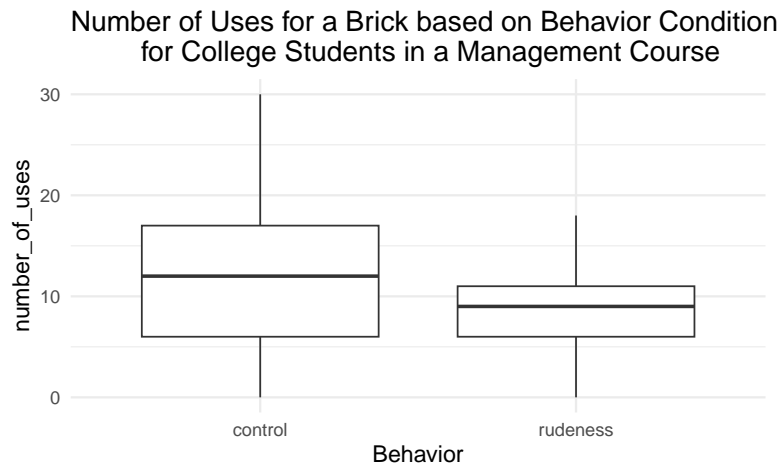 Number of Uses for a Brick based on Behavior Condition
for College Students in a Management Course
number_of_uses
30
20
10
0
control
rudeness
Behavior